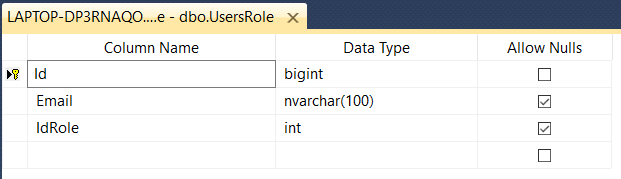 LAPTOP-DP3RNAQO....e - dbo.UsersRole
Column Name Data Type Allow Nulls
Id bigint
Email nvarchar(100)
IdRole int